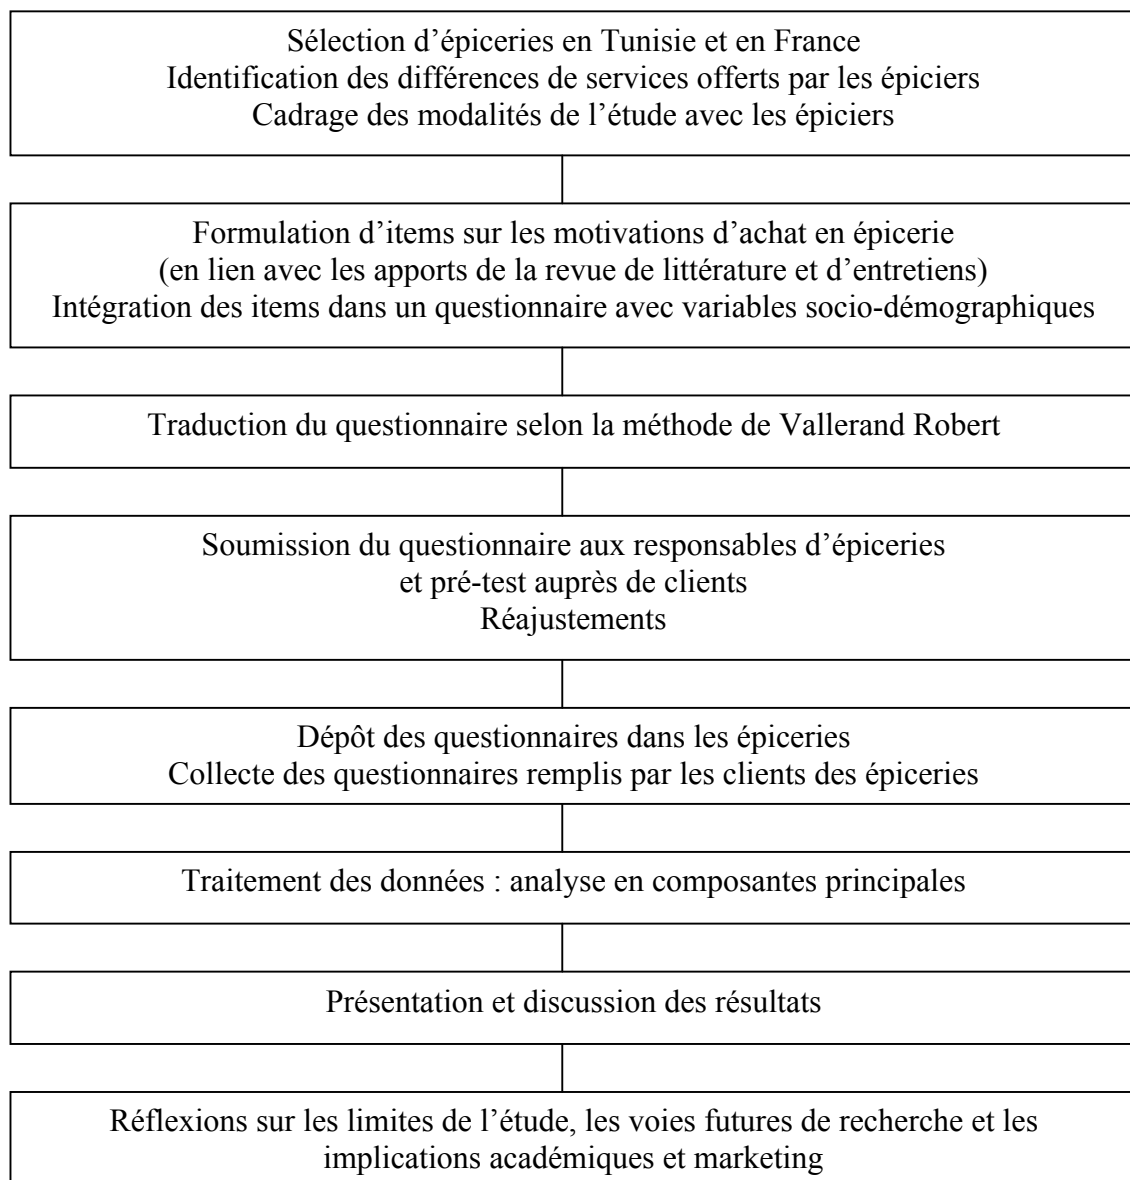 Sélection d’épiceries en Tunisie et en France
Identification des différences de services offerts par les épiciers
Cadrage des modalités de l’étude avec les épiciers
Formulation d’items sur les motivations d’achat en épicerie
(en lien avec les apports de la revue de littérature et d’entretiens)
Intégration des items dans un questionnaire avec variables socio-démographiques
Traduction du questionnaire selon la méthode de Vallerand Robert
Soumission du questionnaire aux responsables d’épiceries
et pré-test auprès de clients
Réajustements
Dépôt des questionnaires dans les épiceries
Collecte des questionnaires remplis par les clients des épiceries
Traitement des données : analyse en composantes principales
Présentation et discussion des résultats
Réflexions sur les limites de l’étude, les voies futures de recherche et les
implications académiques et marketing